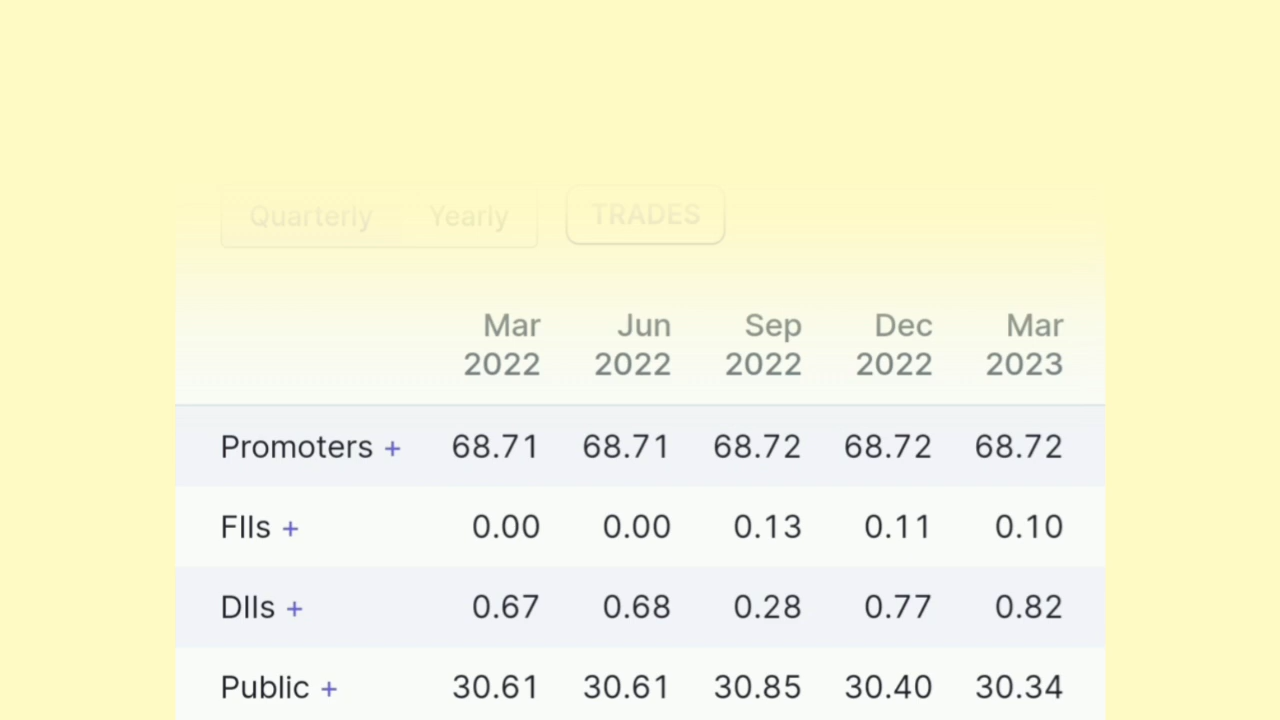 Quarterly Yearly TRADES
Mar Jun Sep Dec Mar
2022 2022 2022 2022 2023
Promoters + 68.71 68.71 68.72 68.72 68.72
FIIs + 0.00 0.00 0.13 0.11 0.10
DIIs + 0.67 0.68 0.28 0.77 0.82
Public + 30.61 30.61 30.85 30.40 30.34